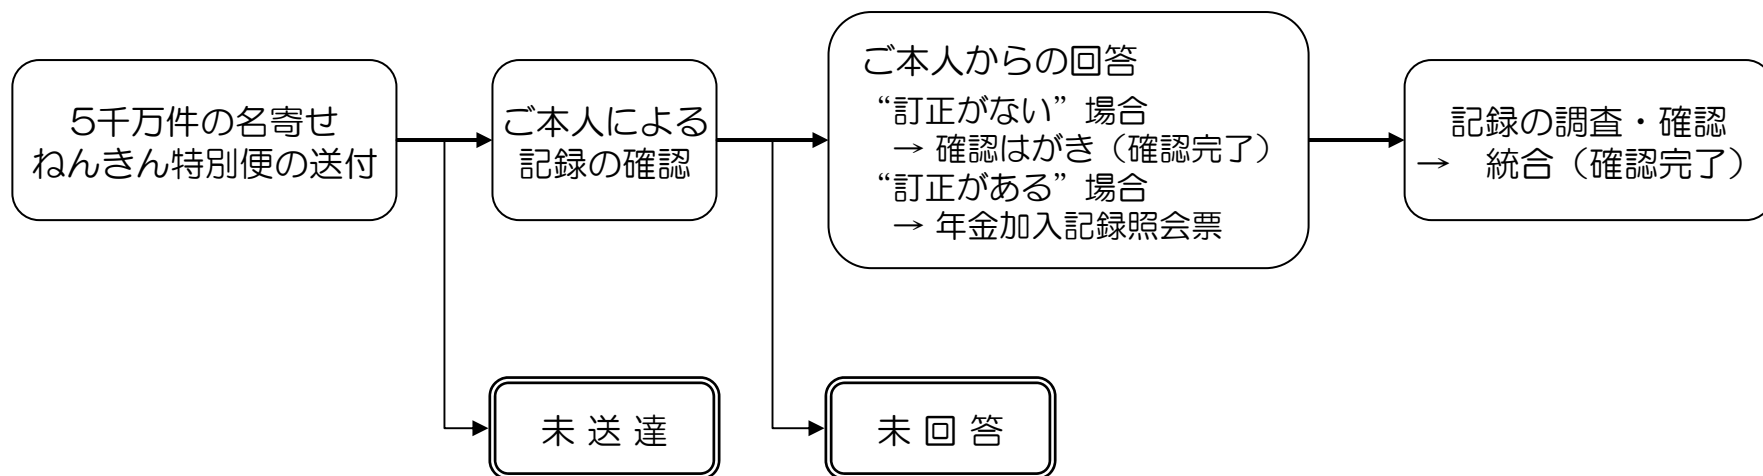 5千万件の名寄せ
ねんきん特別便の送付
ご本人による
記録の確認
ご本人からの回答
“訂正がない”場合
→ 確認はがき（確認完了）
“訂正がある”場合
→ 年金加入記録照会票
記録の調査・確認
→ 統合（確認完了）
未 送 達
未 回 答